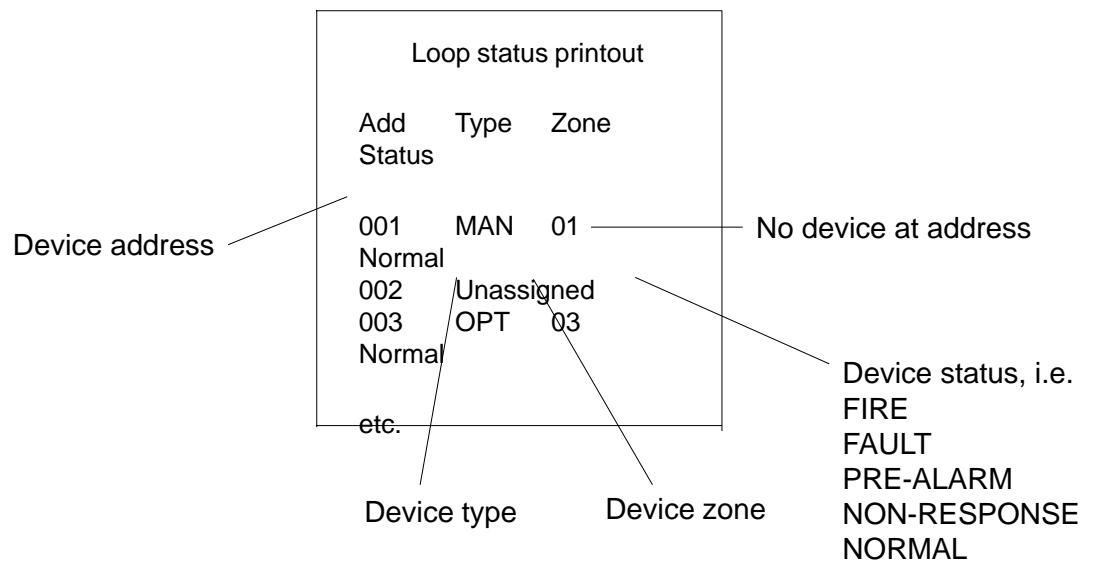 Loop status printout
Add Type Zone
Status
001 MAN 01
Normal
002 Unassigned
003 OPT 03
Normal
etc.
Device address
No device at address
Device status, i.e.
FIRE
FAULT
PRE-ALARM
NON-RESPONSE
NORMAL
Device type
Device zone